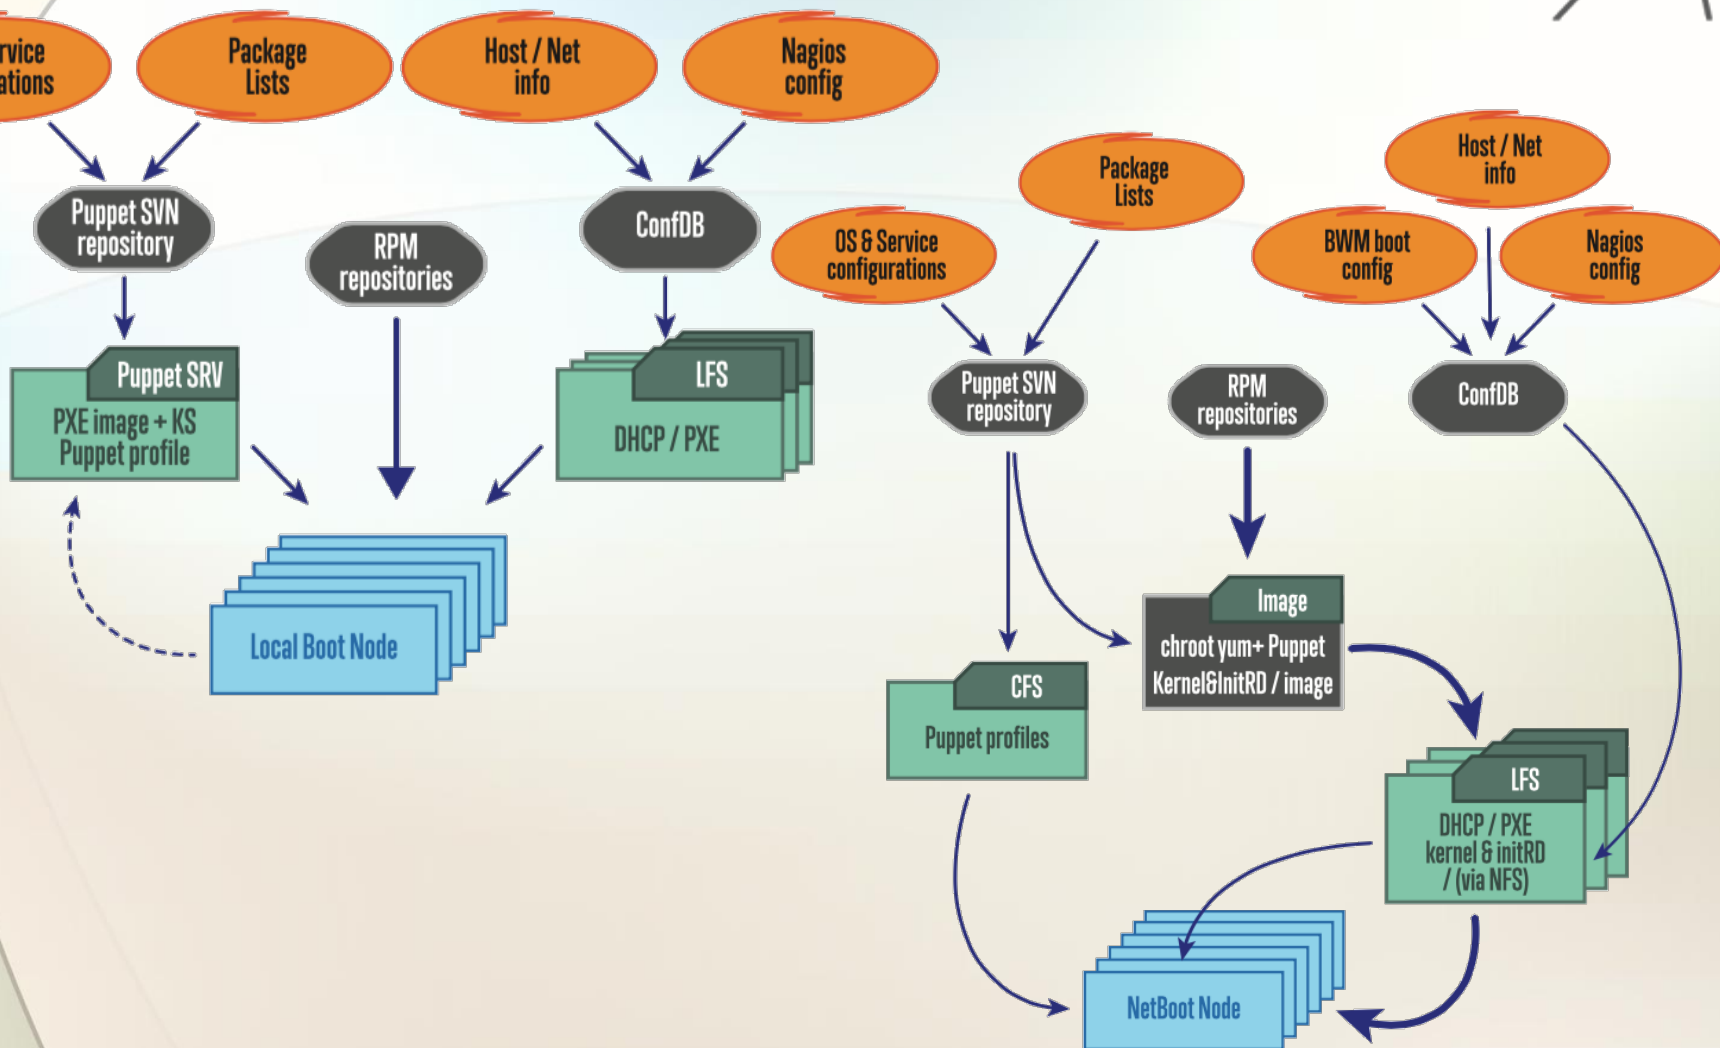 rvice
ations
Package
Lists
Host / Net
info
Nagios
config
Puppet SVN
repository
RPM
repositories
ConfDB
Puppet SRV
PXE image + KS
Puppet profile
LFS
DHCP / PXE
Local Boot Node
Package
Lists
Host / Net
info
OS & Service
configurations
BWM boot
config
Nagios
config
Puppet SVN
repository
RPM
repositories
ConfDB
Image
chroot yum+ Puppet
Kernel&InitRD / image
CFS
Puppet profiles
LFS
DHCP / PXE
kernel & initRD
/ (via NFS)
NetBoot Node